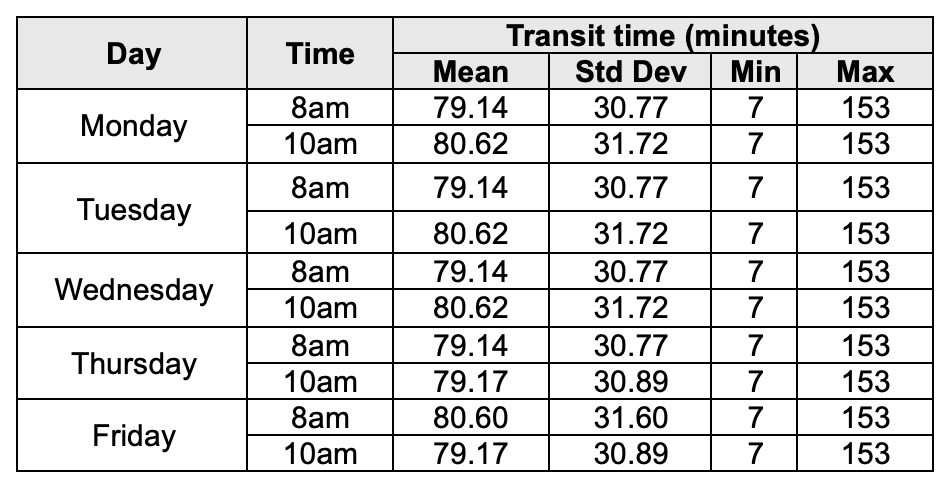 Day Time Transit time (minutes)
Mean Std Dev Min Max
Monday 8am 79.14 30.77 7 153
10am 80.62 31.72 7 153
Tuesday 8am 79.14 30.77 7 153
10am 80.62 31.72 7 153
Wednesday 8am 79.14 30.77 7 153
10am 80.62 31.72 7 153
Thursday 8am 79.14 30.77 7 153
10am 79.17 30.89 7 153
Friday 8am 80.60 31.60 7 153
10am 79.17 30.89 7 153